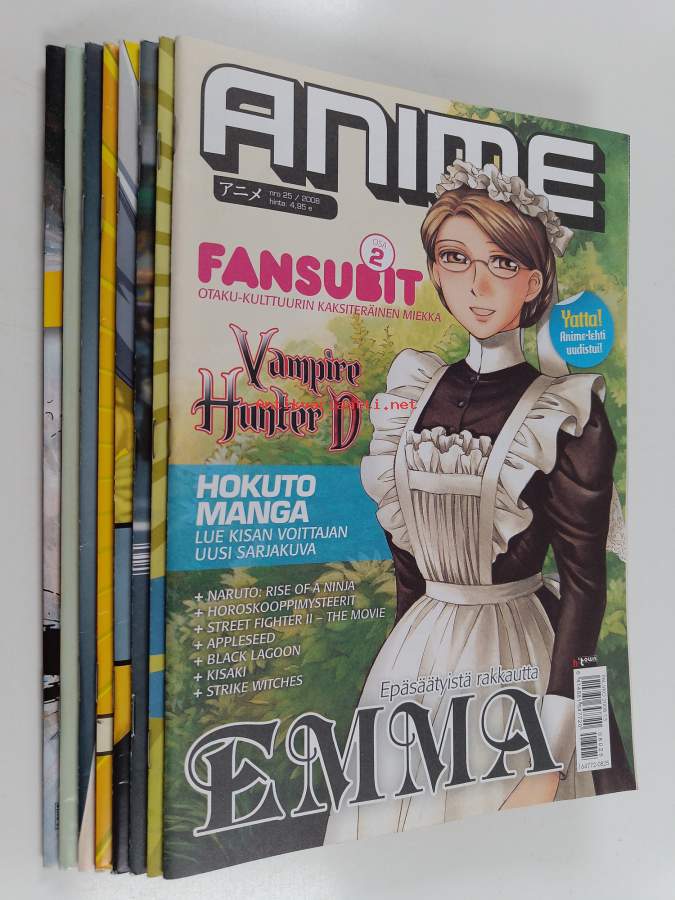 ANIME
アニメ
nro 25 / 2008
hinta: 4,95 e
OSA
2
FANSUBIT
OTAKU-KULTTUURIN KAKSITERÄINEN MIEKKA
Yatta!
Anime-lehti
uudistui!
Vampire
Hunter D
HOKUTO
MANGA
LUE KISAN VOITTAJAN
UUSI SARJAKUVA
+ NARUTO: RISE OF A NINJA
+ HOROSKOOPPIMYSTEERIT
+ STREET FIGHTER II – THE MOVIE
+ APPLESEED
+ BLACK LAGOON
+ KISAKI
+ STRIKE WITCHES
Epäsäätyistä rakkautta
EMMA
h-town